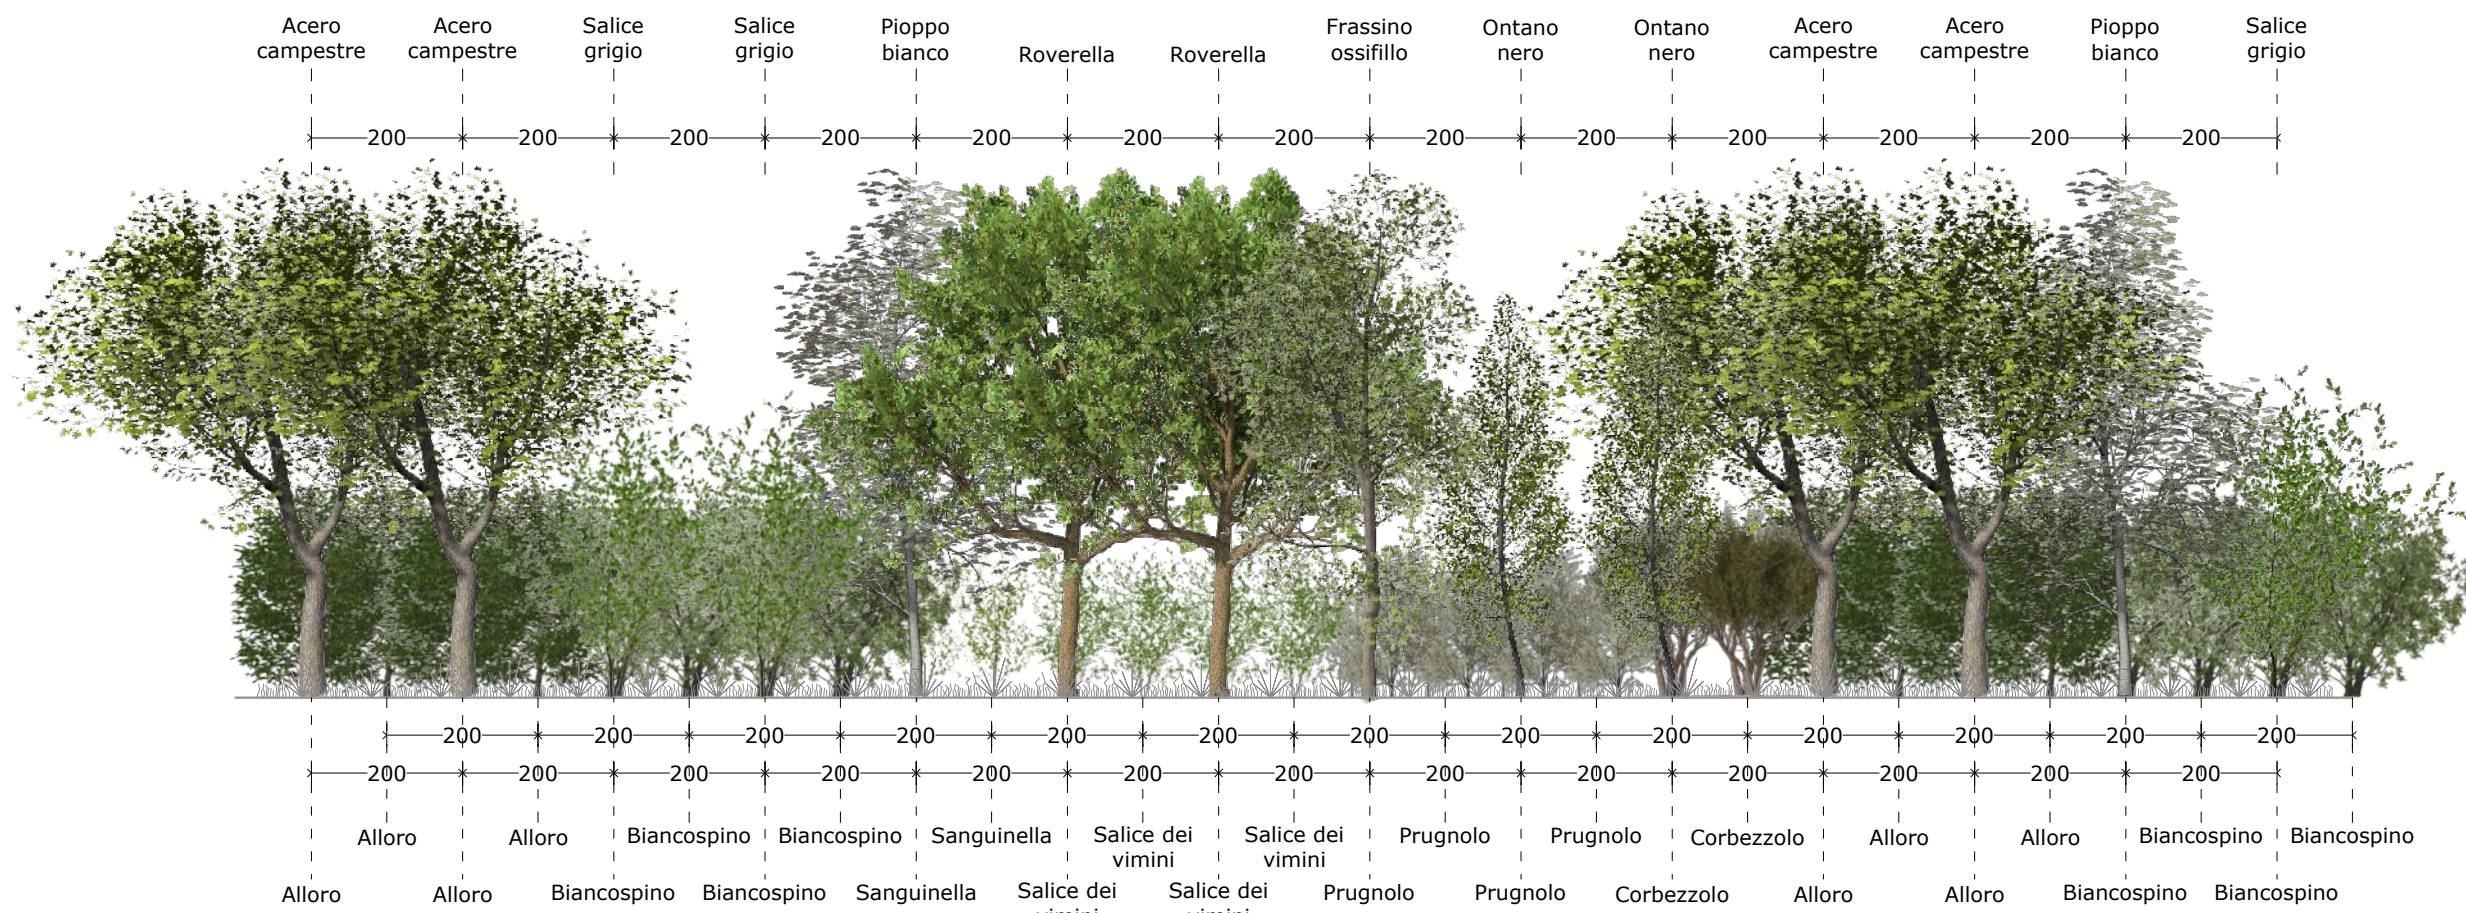 Acero
campestre
Acero
campestre
Salice
grigio
Salice
grigio
Pioppo
bianco
Roverella
Roverella
Frassino
ossifillo
Ontano
nero
Ontano
nero
Acero
campestre
Acero
campestre
Pioppo
bianco
Salice
grigio
200 200 200 200 200 200 200 200 200 200 200 200 200
200 200 200 200 200 200 200 200 200 200 200 200 200
200 200 200 200 200 200 200 200 200 200 200 200 200
Alloro
Alloro
Biancospino
Biancospino
Sanguinella
Salice dei
vimini
Salice dei
vimini
Prugnolo
Prugnolo
Corbezzolo
Alloro
Alloro
Biancospino
Biancospino
Alloro
Alloro
Biancospino
Biancospino
Sanguinella
Salice dei
vimini
Salice dei
vimini
Prugnolo
Prugnolo
Corbezzolo
Alloro
Alloro
Biancospino
Biancospino